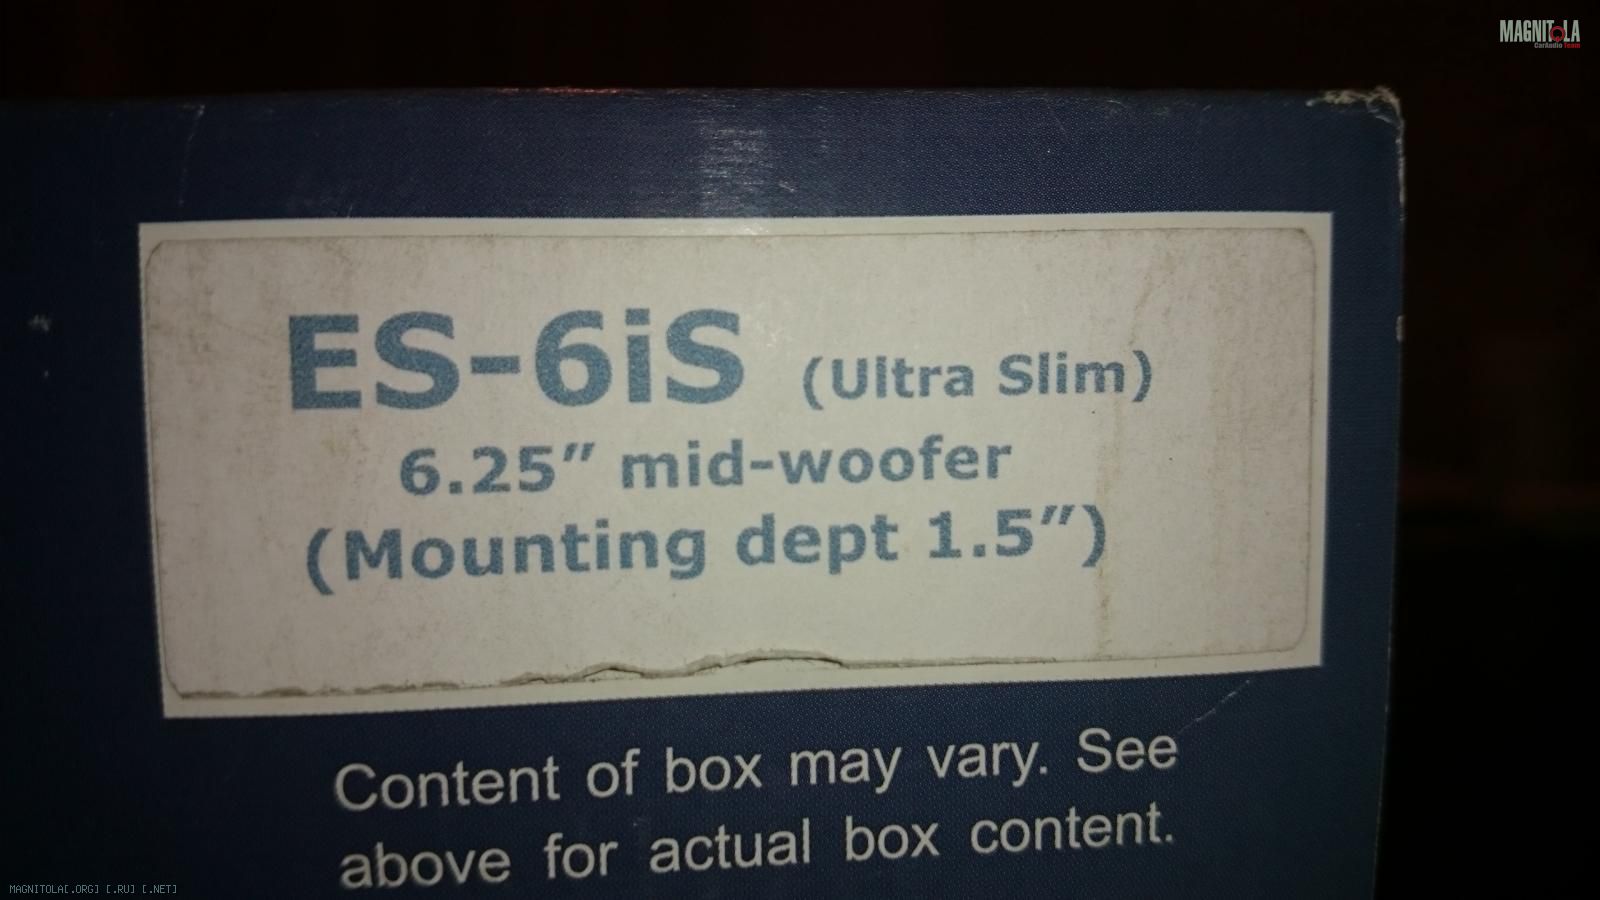 MAGNITOLA
CarAudio Team
ES-6iS (Ultra Slim)
6.25” mid-woofer
(Mounting dept 1.5”)
Content of box may vary. See
above for actual box content.
MAGNITOLA[.ORG] [.RU] [.NET]